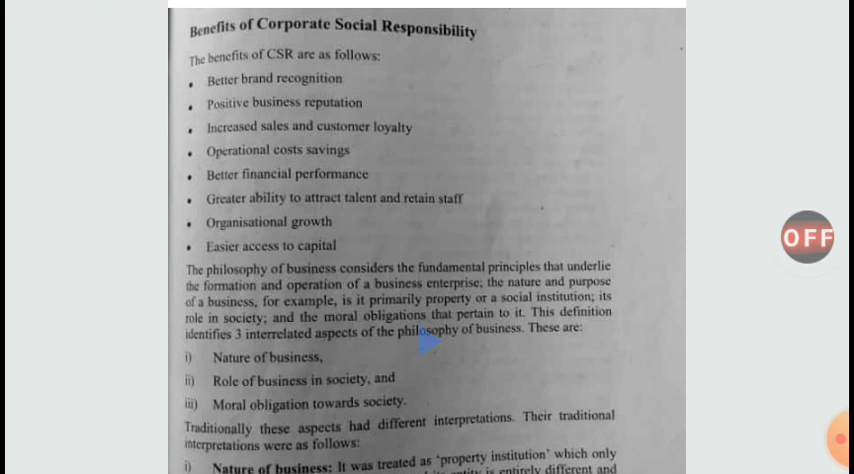 Benefits of Corporate Social Responsibility
The benefits of CSR are as follows:
• Better brand recognition
• Positive business reputation
• Increased sales and customer loyalty
• Operational costs savings
• Better financial performance
• Greater ability to attract talent and retain staff
• Organisational growth
• Easier access to capital
The philosophy of business considers the fundamental principles that underlie
the formation and operation of a business enterprise; the nature and purpose
of a business, for example, is it primarily property or a social institution; its
role in society; and the moral obligations that pertain to it. This definition
identifies 3 interrelated aspects of the philosophy of business. These are:
i) Nature of business,
ii) Role of business in society, and
iii) Moral obligation towards society.
Traditionally these aspects had different interpretations. Their traditional
interpretations were as follows:
i) Nature of business: It was treated as 'property institution' which only
entity is entirely different and
OFF